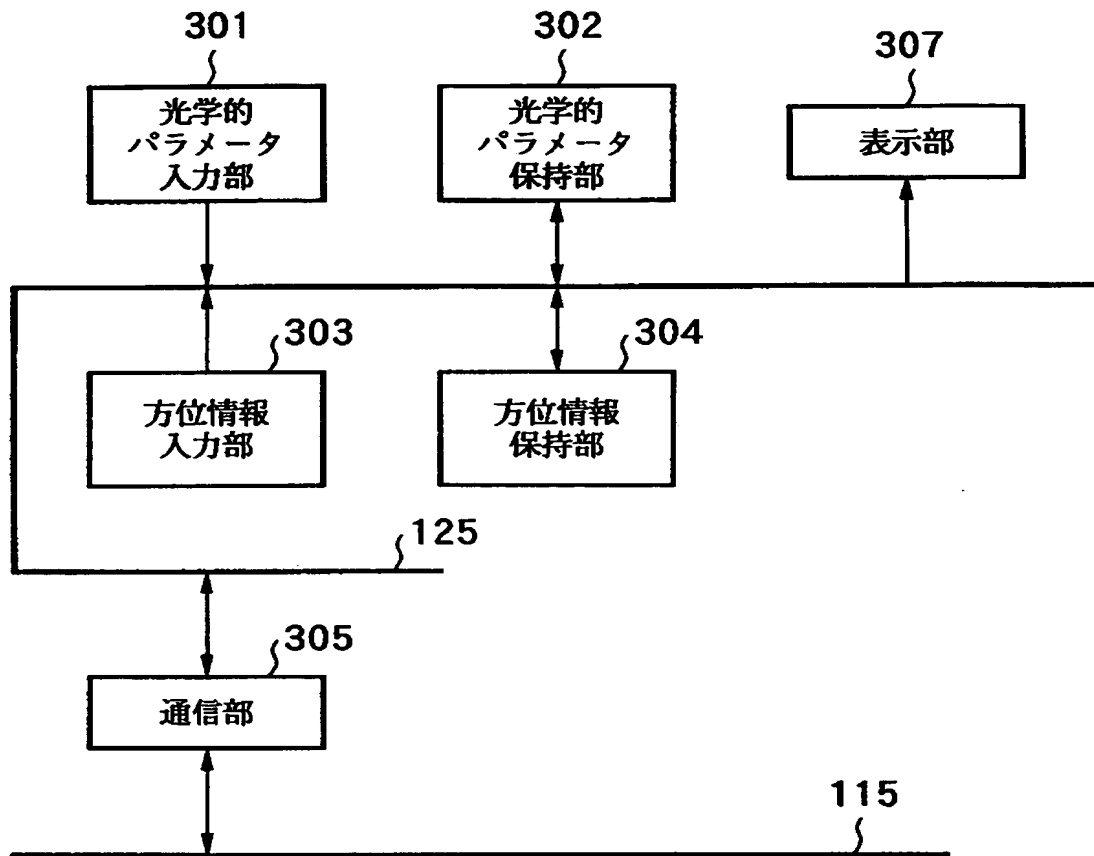 301
302
307
光学的
パラメータ
入力部
光学的
パラメータ
保持部
表示部
303
304
方位情報
入力部
方位情報
保持部
125
305
通信部
115